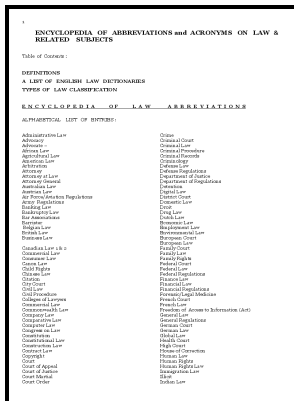 ENCYCLOPEDIA OF ABBREVIATIONS and ACRONYMS ON LAW &
RELATED SUBJECTS
Table of Contents:
DEFINITIONS
A LIST OF ENGLISH LAW DICTIONARIES
TYPES OF LAW CLASSIFICATION
ENCYCLOPEDIA OF LAW ABBREVIATIONS
ALPHABETICAL LIST OF ENTRIES:
Administrative Law
Advocacy
Advocate -
African Law
Agricultural Law
American Law
Arbitration
Attorney
Attorney at Law
Attorney General
Australian Law
Austrian Law
Air Force/Aviation Regulations
Army Regulations
Banking Law
Bankruptcy Law
Bar Associations
Barrister
Belgian Law
British Law
Business Law
Canadian Law 1 & 2
Commercial Law
Consumer Law
Canon Law
Child Rights
Chinese Law
Citation
City Court
Civil Law
Civil Procedure
Colleges of Lawyers
Commercial Law
Commonwealth Law
Company Law
Comparative Law
Computer Law
Congress on Law
Constitution
Constitutional Law
Construction Law
Contract Law
Copyright
Court
Court of Appeal
Court of Justice
Court Martial
Court Order
Crime
Criminal Court
Criminal Law
Criminal Procedure
Criminal Records
Criminology
Defense Law
Defense Regulations
Department of Justice
Department of Regulations
Detention
Digital Law
District Court
Domestic Law
Droit
Drug Law
Dutch Law
Economic Law
Employment Law
Environmental Law
European Court
European Law
Family Court
Family Law
Family Rights
Federal Court
Federal Law
Federal Regulations
Finance Law
Financial Law
Financial Regulations
Forensic/Legal Medicine
French Court
French Law
Freedom of Access to Information (Act)
General Law
General Regulations
German Court
German Law
Global Law
Health Court
High Court
House of Correction
Human Law
Human Rights
Human Rights Law
Immigration Law
Illicit
Indian Law